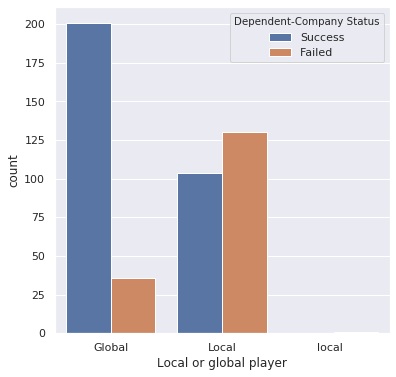 Dependent-Company Status
Success
Failed
200
175
150
125
100
75
50
25
0
count
Global Local local
Local or global player